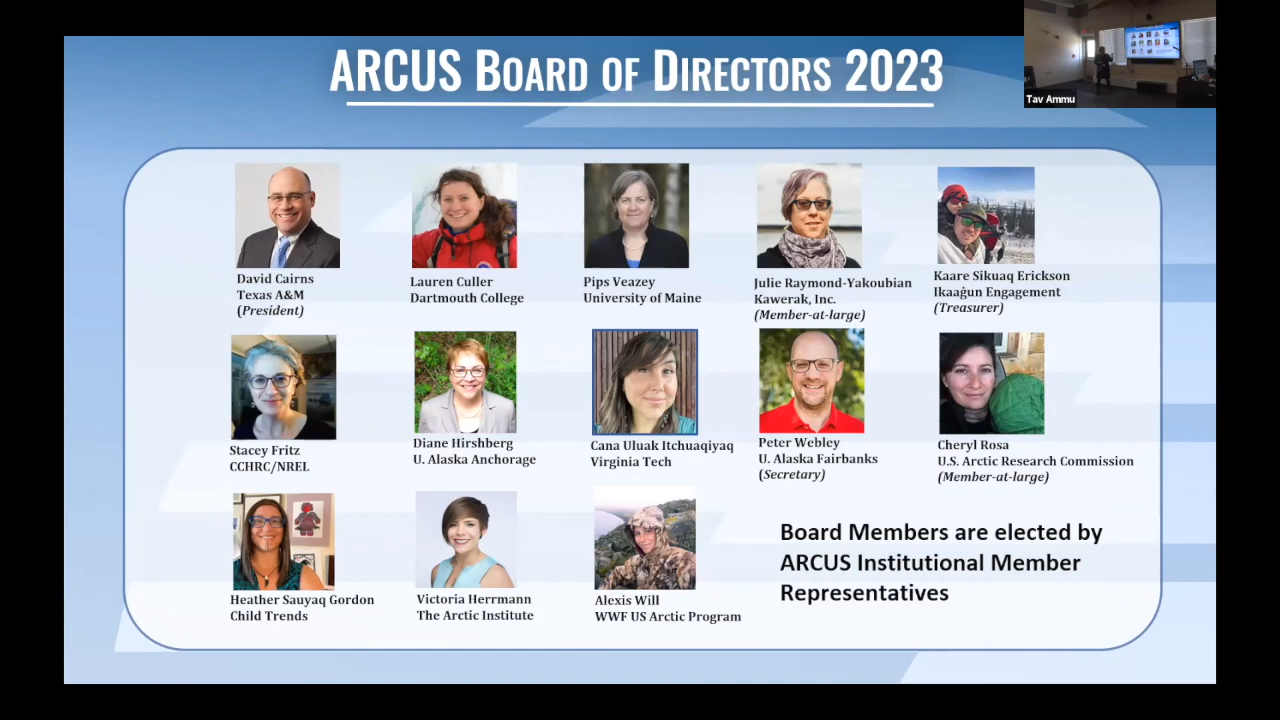 ARCUS BOARD OF DIRECTORS 2023
Tav Ammu
David Cairns
Texas A&M
(President)
Lauren Culler
Dartmouth College
Pips Veazey
University of Maine
Julie Raymond-Yakoubian
Kawerak, Inc.
(Member-at-large)
Kaare Sikuaq Erickson
Ikaaġun Engagement
(Treasurer)
Stacey Fritz
CCHRC/NREL
Diane Hirshberg
U. Alaska Anchorage
Cana Uluak Itchuaqiyaq
Virginia Tech
Peter Webley
U. Alaska Fairbanks
(Secretary)
Cheryl Rosa
U.S. Arctic Research Commission
(Member-at-large)
Heather Sauyaq Gordon
Child Trends
Victoria Herrmann
The Arctic Institute
Alexis Will
WWF US Arctic Program
Board Members are elected by
ARCUS Institutional Member
Representatives